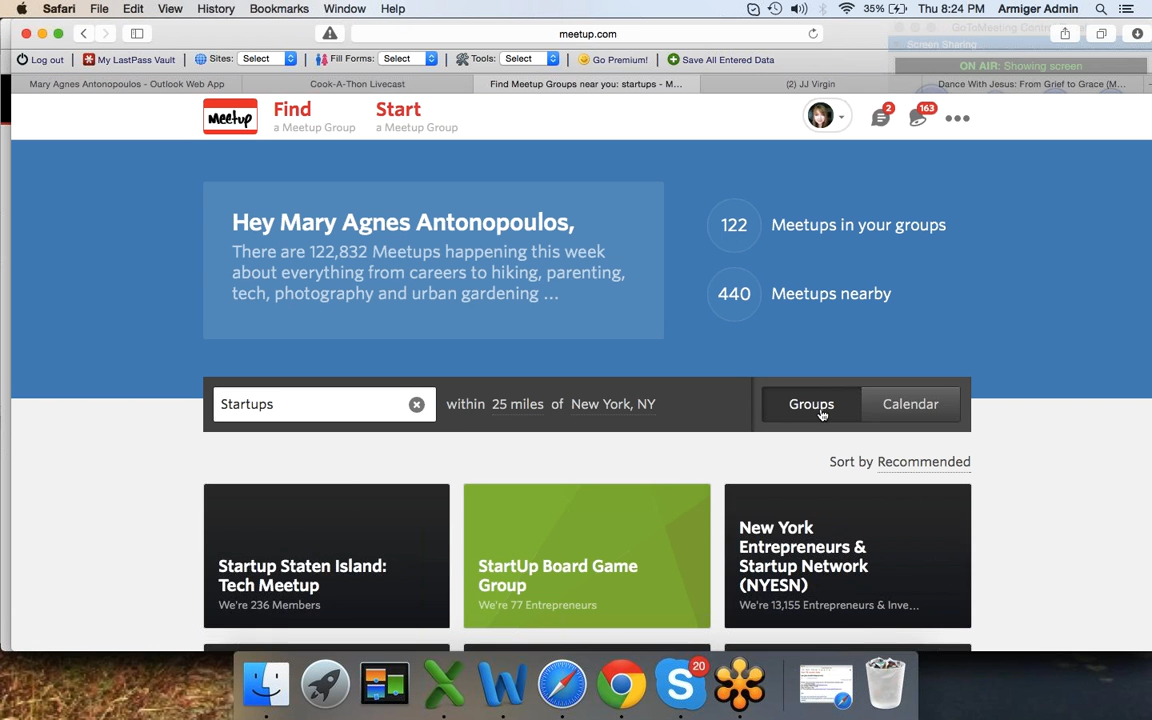 Safari File Edit View History Bookmarks Window Help 35% Thu 8:24 PM Armiger Admin
meetup.com
GoToMeeting Control
Screen Sharing
ON AIR: Showing screen
Log out My LastPass Vault Sites: Select Fill Forms: Select Tools: Select Go Premium! Save All Entered Data
Mary Agnes Antonopoulos - Outlook Web App Cook-A-Thon Livecast Find Meetup Groups near you: startups - M... (2) JJ Virgin Dance With Jesus: From Grief to Grace (M...
Meetup Find Start 2 163
a Meetup Group a Meetup Group
Hey Mary Agnes Antonopoulos,
There are 122,832 Meetups happening this week
about everything from careers to hiking, parenting,
tech, photography and urban gardening ...
122 Meetups in your groups
440 Meetups nearby
Startups within 25 miles of New York, NY Groups Calendar
Sort by Recommended
Startup Staten Island:
Tech Meetup
We're 236 Members
StartUp Board Game
Group
We're 77 Entrepreneurs
New York
Entrepreneurs &
Startup Network
(NYESN)
We're 13,155 Entrepreneurs & Inve...
20